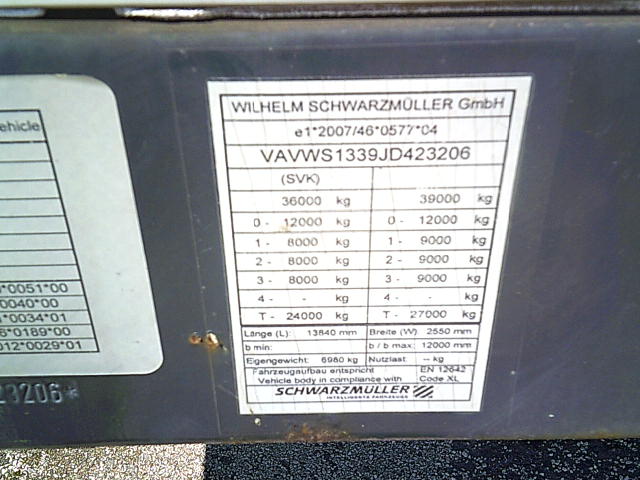 ehicle
*0051*00
*0040*00
*0034*01
*0189*00
012*0029*01
23206*
WILHELM SCHWARZMÜLLER GmbH
e1*2007/46*0577*04
VAVWS1339JD423206
(SVK)
36000 kg 39000 kg
0 - 12000 kg 0 - 12000 kg
1 - 8000 kg 1 - 9000 kg
2 - 8000 kg 2 - 9000 kg
3 - 8000 kg 3 - 9000 kg
4 - - kg 4 - - kg
T - 24000 kg T - 27000 kg
Länge (L): 13840 mm Breite (W): 2550 mm
b min: b / b max: 12000 mm
Eigengewicht: 6980 kg Nutzlast -- kg
Fahrzeugaufbau entspricht EN 12642
Vehicle body in compliance with Code XL
SCHWARZMÜLLER
INTELLIGENTE FAHRZEUGE